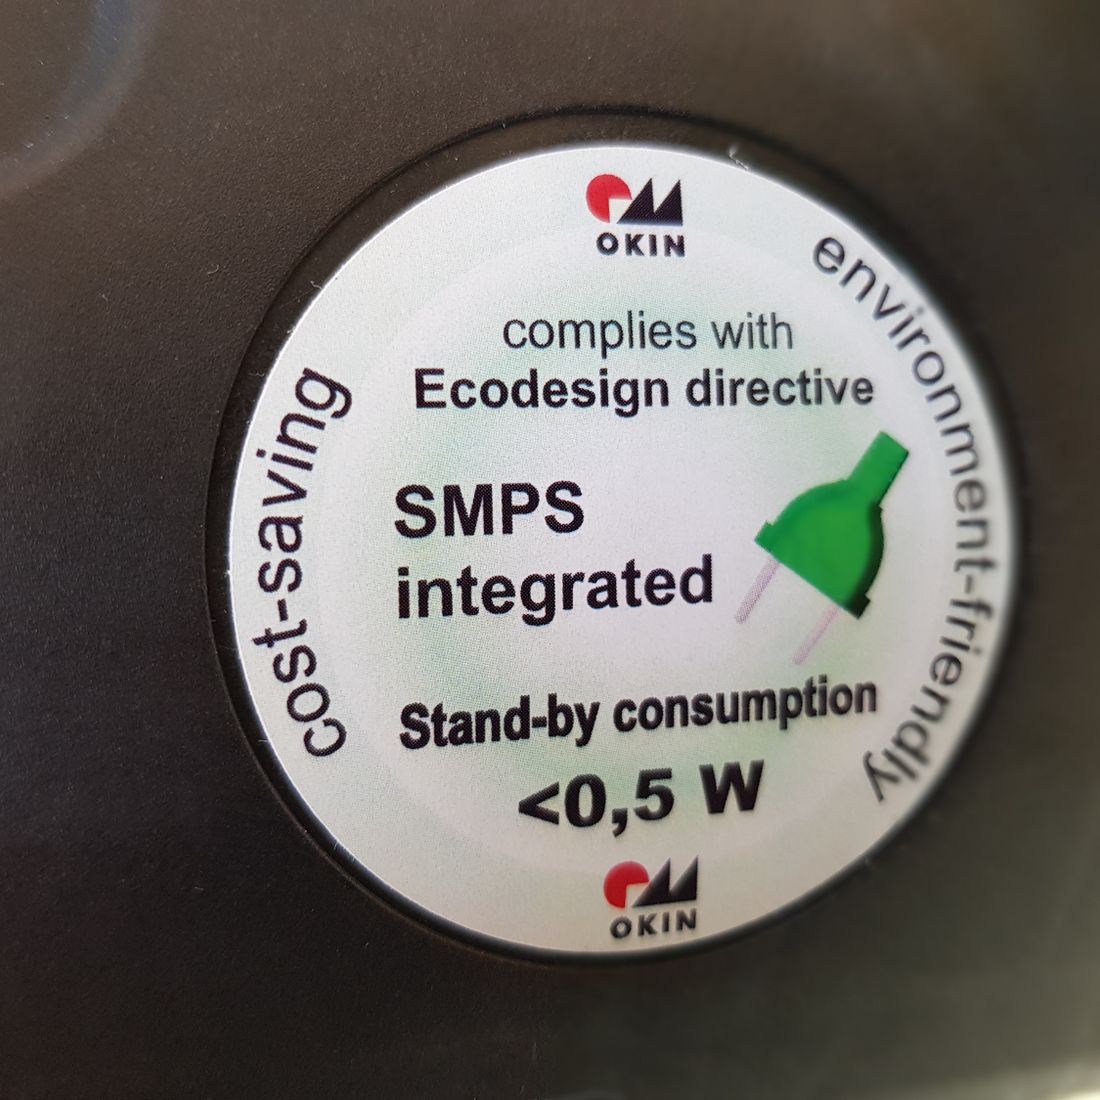 OKIN
complies with
Ecodesign directive
SMPS
integrated
Stand-by consumption
<0,5 W
OKIN
cost-saving
environment-friendly